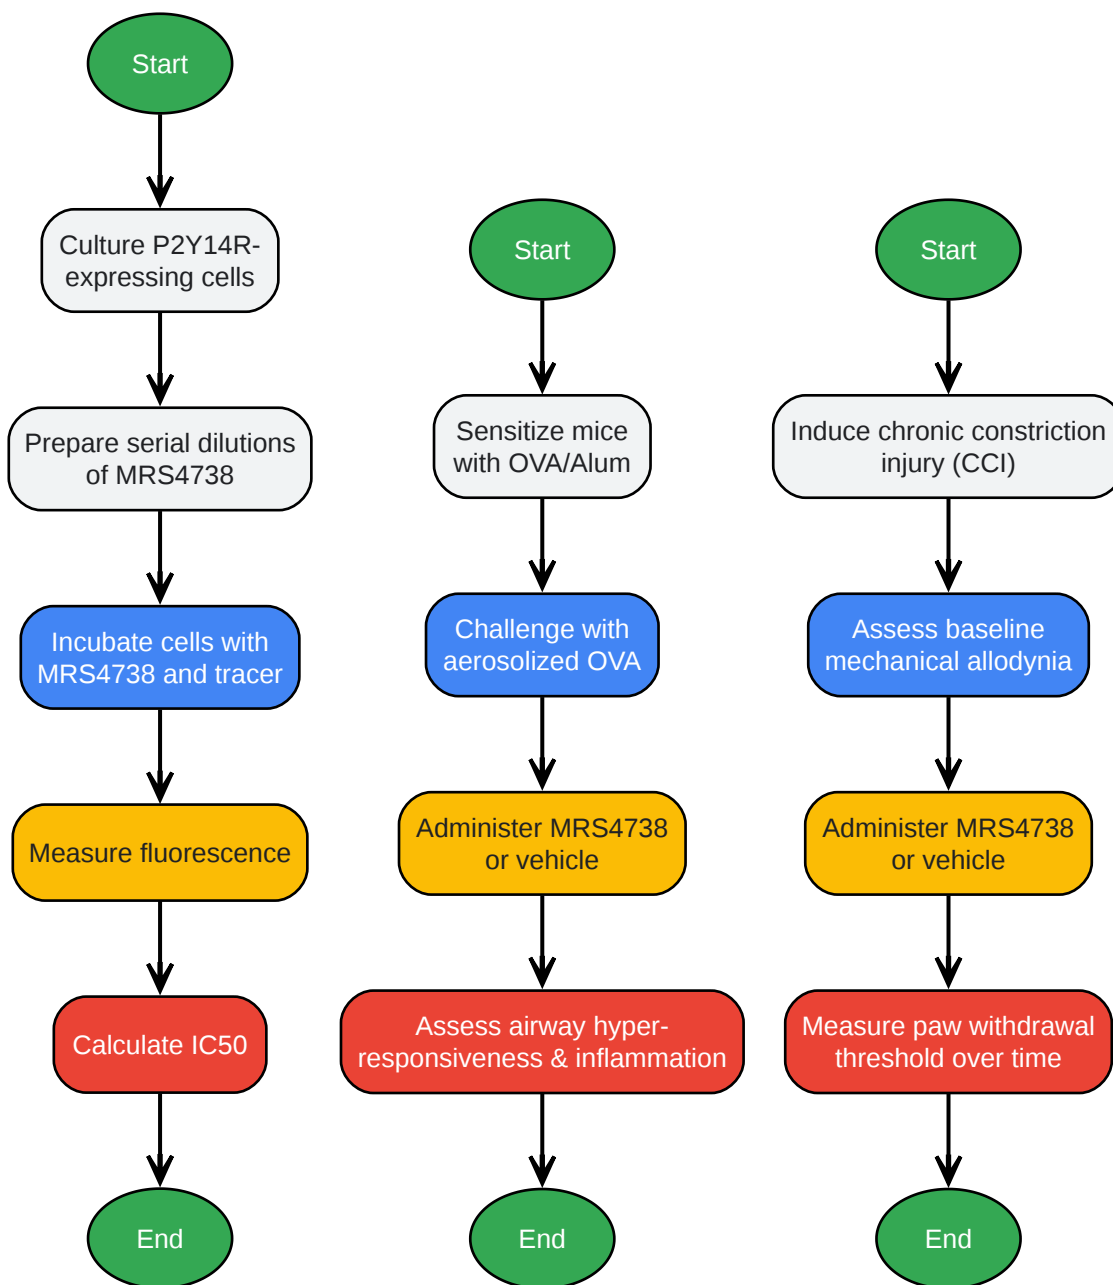 Start
Culture P2Y14R-
expressing cells
Prepare serial dilutions
of MRS4738
Incubate cells with
MRS4738 and tracer
Measure fluorescence
Calculate IC50
End
Start
Sensitize mice
with OVA/Alum
Challenge with
aerosolized OVA
Administer MRS4738
or vehicle
Assess airway hyper-
responsiveness & inflammation
End
Start
Induce chronic constriction
injury (CCI)
Assess baseline
mechanical allodynia
Administer MRS4738
or vehicle
Measure paw withdrawal
threshold over time
End